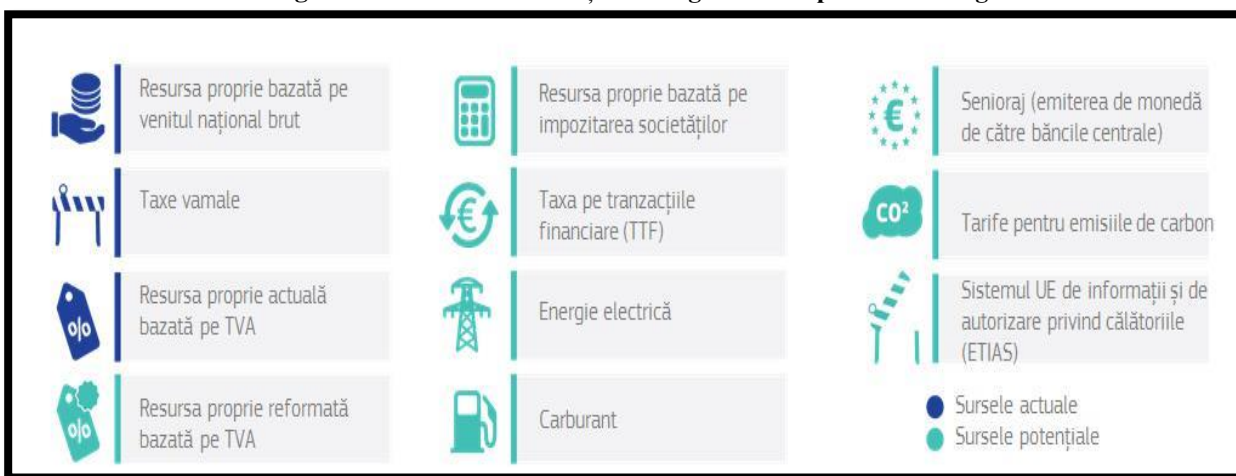 Resursa proprie bazată pe
venitul național brut
Taxe vamale
Resursa proprie actuală
bazată pe TVA
Resursa proprie reformată
bazată pe TVA
Resursa proprie bazată pe
impozitarea societăților
Taxa pe tranzacțiile
financiare (TTF)
Energie electrică
Carburant
Senioraj (emiterea de monedă
de către băncile centrale)
CO²
Tarife pentru emisiile de carbon
Sistemul UE de informații și de
autorizare privind călătoriile
(ETIAS)
Sursele actuale
Sursele potențiale